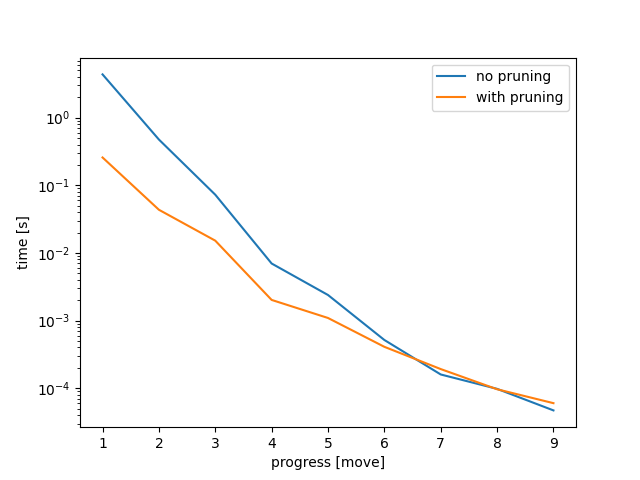 no pruning
with pruning
10⁰
10⁻¹
10⁻²
10⁻³
10⁻⁴
time [s]
1 2 3 4 5 6 7 8 9
progress [move]